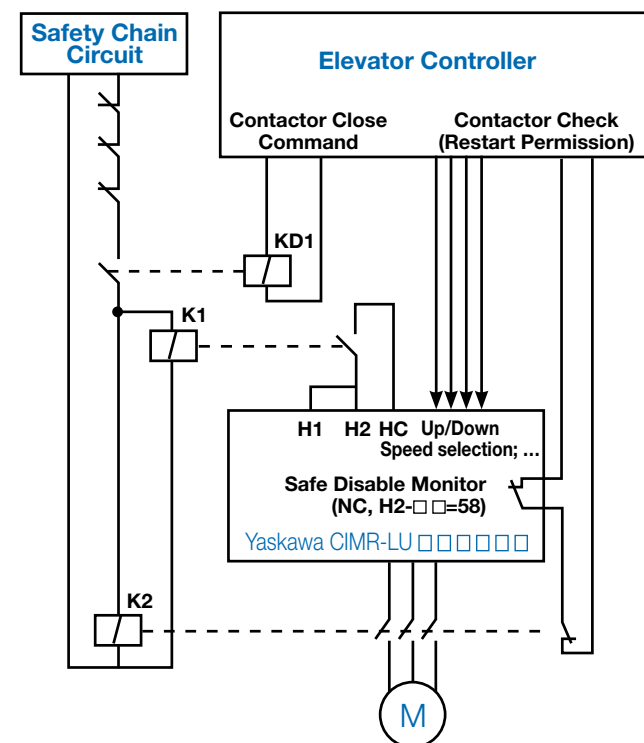 Safety Chain
Circuit
Elevator Controller
Contactor Close
Command
Contactor Check
(Restart Permission)
KD1
K1
H1 H2 HC Up/Down
Speed selection; ...
Safe Disable Monitor
(NC, H2-□ □=58)
Yaskawa CIMR-LU □ □ □ □ □ □
K2
M